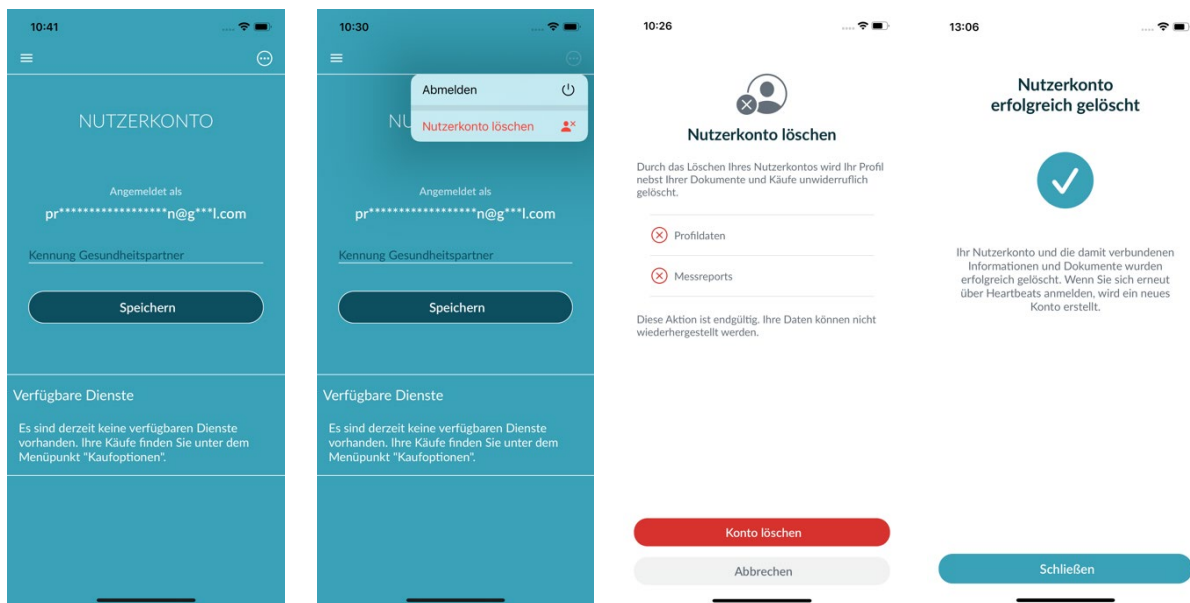 10:41
NUTZERKONTO
Angemeldet als
pr******************n@g***l.com
Kennung Gesundheitspartner
Speichern
Verfügbare Dienste
Es sind derzeit keine verfügbaren Dienste
vorhanden. Ihre Käufe finden Sie unter dem
Menüpunkt "Kaufoptionen".
10:30
Abmelden
Nutzerkonto löschen
NU
Angemeldet als
pr******************n@g***l.com
Kennung Gesundheitspartner
Speichern
Verfügbare Dienste
Es sind derzeit keine verfügbaren Dienste
vorhanden. Ihre Käufe finden Sie unter dem
Menüpunkt "Kaufoptionen".
10:26
Nutzerkonto löschen
Durch das Löschen Ihres Nutzerkontos wird Ihr Profil
nebst Ihrer Dokumente und Käufe unwiderruflich
gelöscht.
Profildaten
Messreports
Diese Aktion ist endgültig. Ihre Daten können nicht
wiederhergestellt werden.
Konto löschen
Abbrechen
13:06
Nutzerkonto
erfolgreich gelöscht
Ihr Nutzerkonto und die damit verbundenen
Informationen und Dokumente wurden
erfolgreich gelöscht. Wenn Sie sich erneut
über Heartbeats anmelden, wird ein neues
Konto erstellt.
Schließen